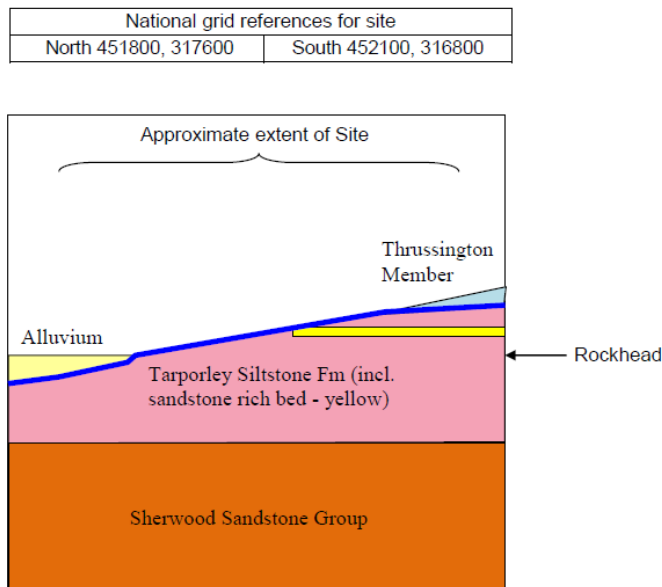 National grid references for site
North 451800, 317600 South 452100, 316800
Approximate extent of Site
Thrussington
Member
Alluvium
Rockhead
Tarporley Siltstone Fm (incl.
sandstone rich bed - yellow)
Sherwood Sandstone Group